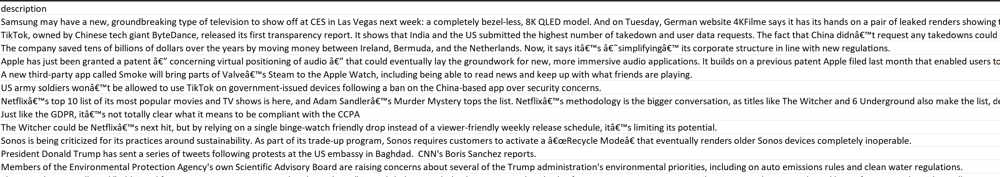 description
Samsung may have a new, groundbreaking type of television to show off at CES in Las Vegas next week: a completely bezel-less, 8K QLED model. And on Tuesday, German website 4KFilme says it has its hands on a pair of leaked renders showing
TikTok, owned by Chinese tech giant ByteDance, released its first transparency report. It shows that India and the US submitted the highest number of takedown and user data requests. The fact that China didnâ€™t request any takedowns could
The company saved tens of billions of dollars over the years by moving money between Ireland, Bermuda, and the Netherlands. Now, it says itâ€™s â€˜simplifyingâ€™ its corporate structure in line with new regulations.
Apple has just been granted a patent â€” concerning virtual positioning of audio â€” that could eventually lay the groundwork for new, more immersive audio applications. It builds on a previous patent Apple filed last month that enabled users to
A new third-party app called Smoke will bring parts of Valveâ€™s Steam to the Apple Watch, including being able to read news and keep up with what friends are playing.
US army soldiers wonâ€™t be allowed to use TikTok on government-issued devices following a ban on the China-based app over security concerns.
Netflixâ€™s top 10 list of its most popular movies and TV shows is here, and Adam Sandlerâ€™s Murder Mystery tops the list. Netflixâ€™s methodology is the bigger conversation, as titles like The Witcher and 6 Underground also make the list,
Just like the GDPR, itâ€™s not totally clear what it means to be compliant with the CCPA
The Witcher could be Netflixâ€™s next hit, but by relying on a single binge-watch friendly drop instead of a viewer-friendly weekly release schedule, itâ€™s limiting its potential.
Sonos is being criticized for its practices around sustainability. As part of its trade-up program, Sonos requires customers to activate a â€œRecycle Modeâ€ that eventually renders older Sonos devices completely inoperable.
President Donald Trump has sent a series of tweets following protests at the US embassy in Baghdad.  CNN's Boris Sanchez reports.
Members of the Environmental Protection Agency's own Scientific Advisory Board are raising concerns about several of the Trump administration's environmental priorities, including on auto emissions rules and clean water regulations.